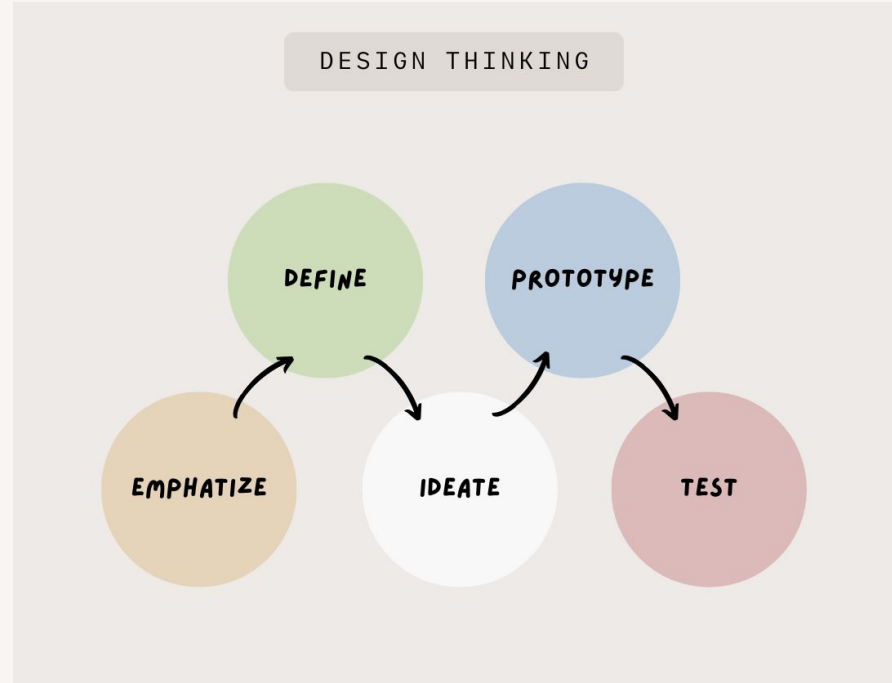 DESIGN THINKING
EMPHATIZE
DEFINE
IDEATE
PROTOTYPE
TEST